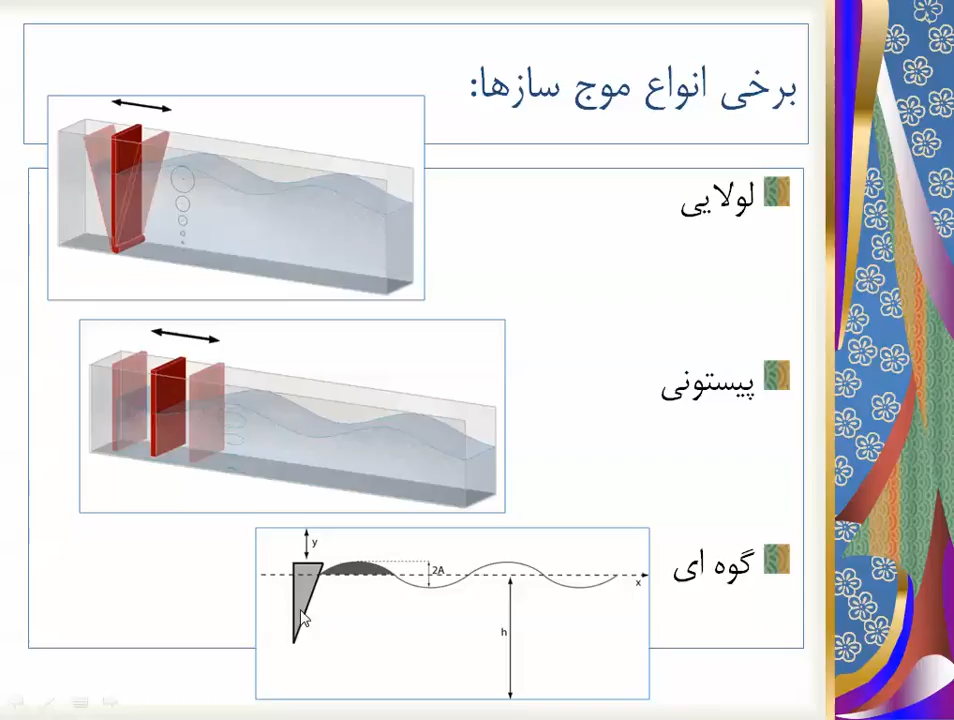 برخی انواع موج سازها:
لولایی
پیستونی
گوه ای
y
2A
x
h